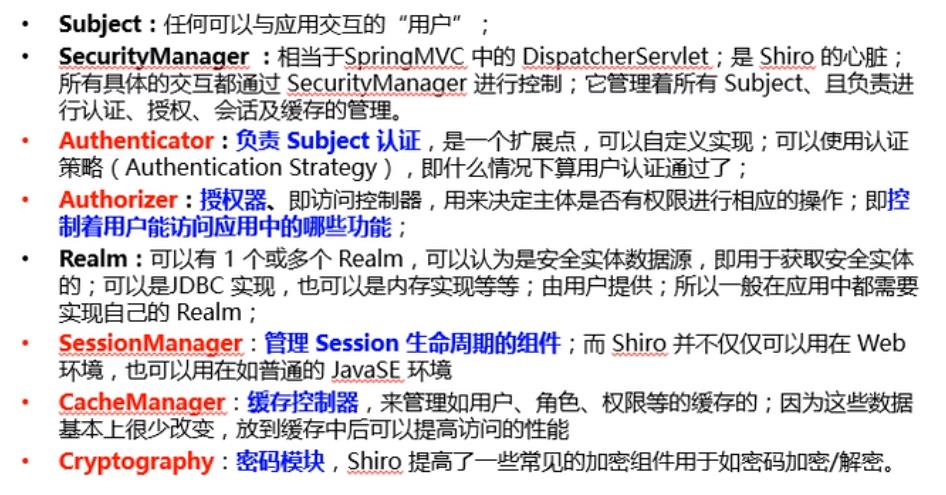 • Subject：任何可以与应用交互的“用户”；
• SecurityManager ：相当于SpringMVC 中的 DispatcherServlet；是 Shiro 的心脏；
所有具体的交互都通过 SecurityManager 进行控制；它管理着所有 Subject、且负责进
行认证、授权、会话及缓存的管理。
• Authenticator：负责 Subject 认证，是一个扩展点，可以自定义实现；可以使用认证
策略（Authentication Strategy），即什么情况下算用户认证通过了；
• Authorizer：授权器、即访问控制器，用来决定主体是否有权限进行相应的操作；即控
制着用户能访问应用中的哪些功能；
• Realm：可以有 1 个或多个 Realm，可以认为是安全实体数据源，即用于获取安全实体
的；可以是JDBC 实现，也可以是内存实现等等；由用户提供；所以一般在应用中都需要
实现自己的 Realm；
• SessionManager：管理 Session 生命周期的组件；而 Shiro 并不仅仅可以用在 Web
环境，也可以用在如普通的 JavaSE 环境
• CacheManager：缓存控制器，来管理如用户、角色、权限等的缓存的；因为这些数据
基本上很少改变，放到缓存中后可以提高访问的性能
• Cryptography：密码模块，Shiro 提高了一些常见的加密组件用于如密码加密/解密。